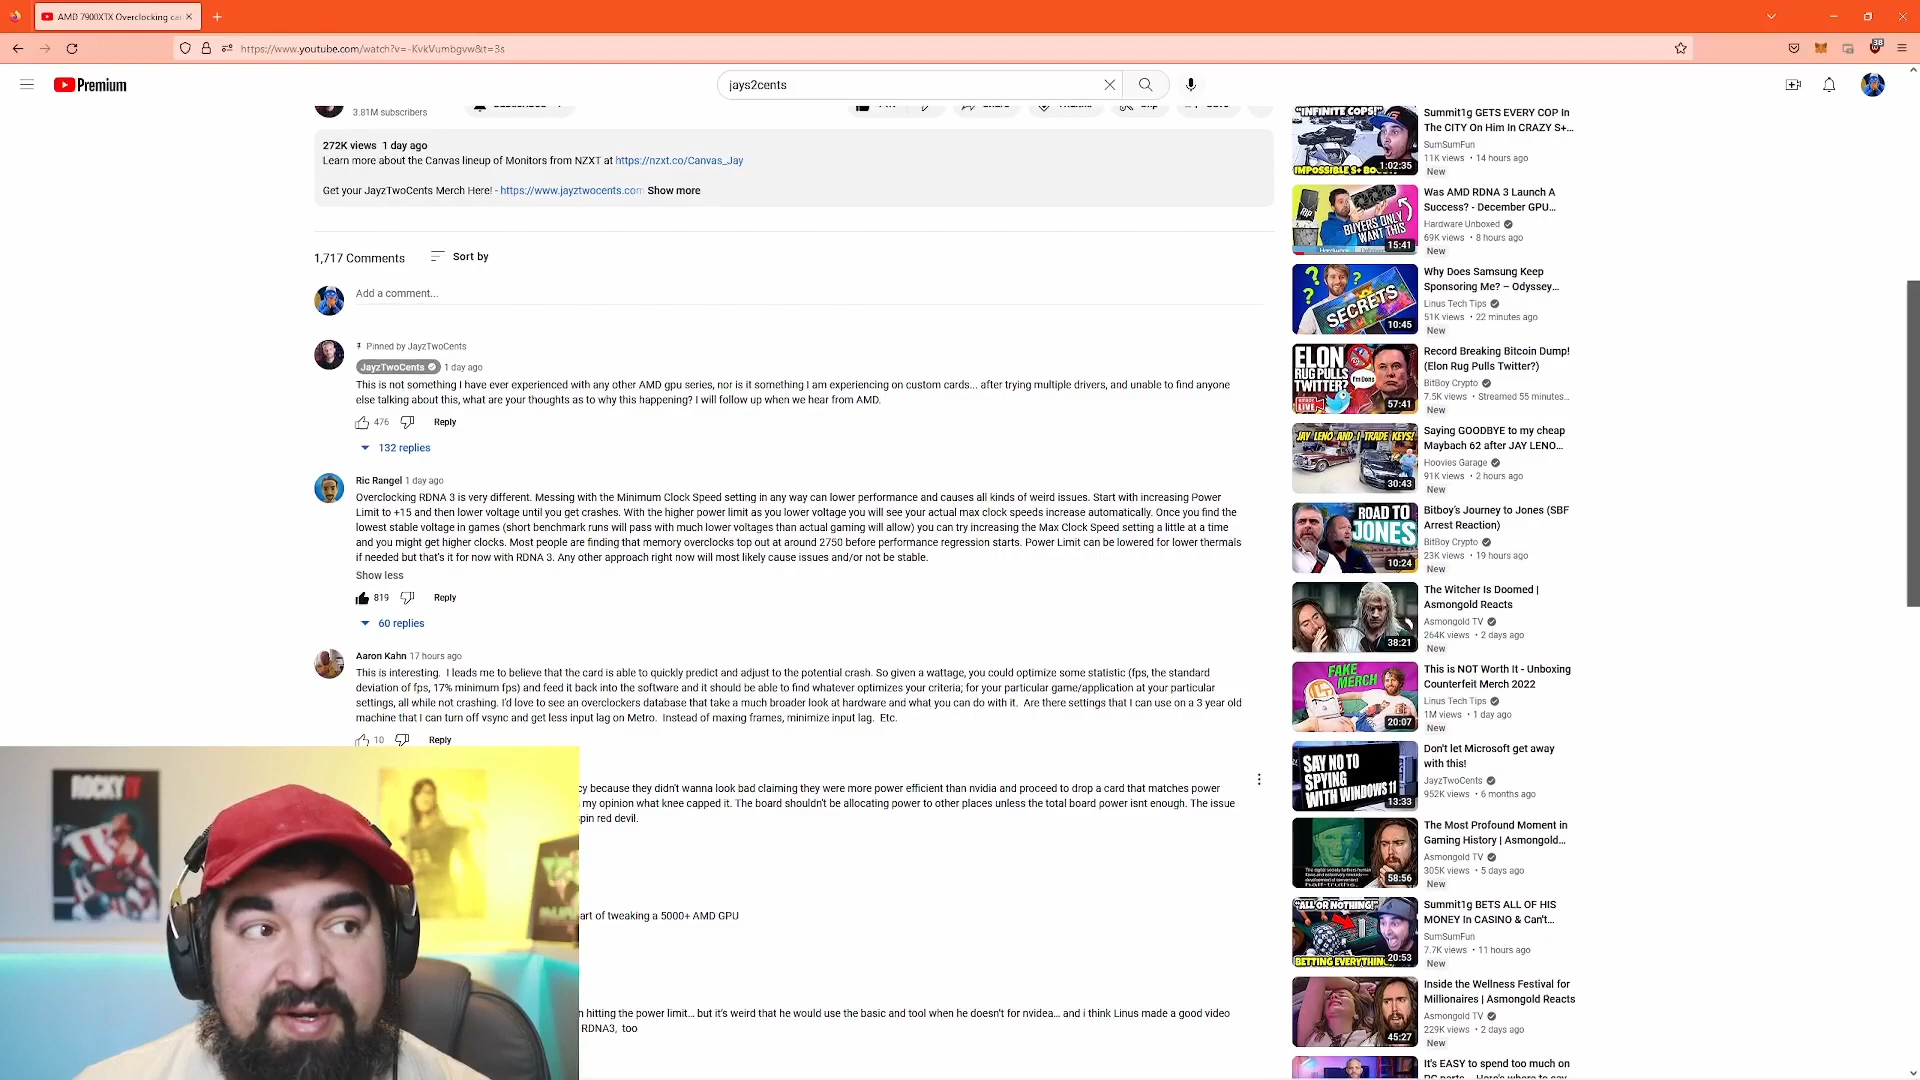 AMD 7900XTX Overclocking ca
https://www.youtube.com/watch?v=-KvkVumbgvw&t=3s
38
Premium
jays2cents
3.81M subscribers
272K views 1 day ago
Learn more about the Canvas lineup of Monitors from NZXT at https://nzxt.co/Canvas_Jay
Get your JayzTwoCents Merch Here! - https://www.jayztwocents.com Show more
1,717 Comments
Sort by
Add a comment...
Pinned by JayzTwoCents
JayzTwoCents 1 day ago
This is not something I have ever experienced with any other AMD gpu series, nor is it something I am experiencing on custom cards... after trying multiple drivers, and unable to find anyone
else talking about this, what are your thoughts as to why this happening? I will follow up when we hear from AMD.
476 Reply
132 replies
Ric Rangel 1 day ago
Overclocking RDNA 3 is very different. Messing with the Minimum Clock Speed setting in any way can lower performance and causes all kinds of weird issues. Start with increasing Power
Limit to +15 and then lower voltage until you get crashes. With the higher power limit as you lower voltage you will see your actual max clock speeds increase automatically. Once you find the
lowest stable voltage in games (short benchmark runs will pass with much lower voltages than actual gaming will allow) you can try increasing the Max Clock Speed setting a little at a time
and you might get higher clocks. Most people are finding that memory overclocks top out at around 2750 before performance regression starts. Power Limit can be lowered for lower thermals
if needed but that's it for now with RDNA 3. Any other approach right now will most likely cause issues and/or not be stable.
Show less
819 Reply
60 replies
Aaron Kahn 17 hours ago
This is interesting. I leads me to believe that the card is able to quickly predict and adjust to the potential crash. So given a wattage, you could optimize some statistic (fps, the standard
deviation of fps, 17% minimum fps) and feed it back into the software and it should be able to find whatever optimizes your criteria; for your particular game/application at your particular
settings, all while not crashing. I'd love to see an overclockers database that take a much broader look at hardware and what you can do with it. Are there settings that I can use on a 3 year old
machine that I can turn off vsync and get less input lag on Metro. Instead of maxing frames, minimize input lag. Etc.
10 Reply
cy because they didn't wanna look bad claiming they were more power efficient than nvidia and proceed to drop a card that matches power
my opinion what knee capped it. The board shouldn't be allocating power to other places unless the total board power isnt enough. The issue
pin red devil.
art of tweaking a 5000+ AMD GPU
hitting the power limit... but it's weird that he would use the basic and tool when he doesn't for nvidea... and i think Linus made a good video
RDNA3, too
ROCKY IV
"INFINITE COPS!"
IMPOSSIBLE S+
1:02:35
Summit1g GETS EVERY COP In
The CITY On Him In CRAZY S+...
SumSumFun
11K views • 14 hours ago
New
RIP
BUYERS ONLY
WANT THIS
15:41
Was AMD RDNA 3 Launch A
Success? - December GPU...
Hardware Unboxed
69K views • 8 hours ago
New
SECRETS
10:45
Why Does Samsung Keep
Sponsoring Me? – Odyssey...
Linus Tech Tips
51K views • 22 minutes ago
New
ELON
RUG PULLS
TWITTER?
I'm Done
LIVE
57:41
Record Breaking Bitcoin Dump!
(Elon Rug Pulls Twitter?)
BitBoy Crypto
7.5K views • Streamed 55 minutes...
New
JAY LENO AND I TRADE KEYS!
30:43
Saying GOODBYE to my cheap
Maybach 62 after JAY LENO...
Hoovies Garage
91K views • 2 hours ago
New
ROAD TO
JONES
10:24
Bitboy's Journey to Jones (SBF
Arrest Reaction)
BitBoy Crypto
23K views • 19 hours ago
New
38:21
The Witcher Is Doomed |
Asmongold Reacts
Asmongold TV
264K views • 2 days ago
New
FAKE
MERCH
20:07
This is NOT Worth It - Unboxing
Counterfeit Merch 2022
Linus Tech Tips
1M views • 1 day ago
New
SAY NO TO
SPYING
WITH WINDOWS 11
13:33
Don't let Microsoft get away
with this!
JayzTwoCents
952K views • 6 months ago
half-truths.
58:56
The Most Profound Moment in
Gaming History | Asmongold...
Asmongold TV
305K views • 5 days ago
New
"ALL OR NOTHING!"
BETTING EVERYTHING
20:53
Summit1g BETS ALL OF HIS
MONEY In CASINO & Can't...
SumSumFun
7.7K views • 11 hours ago
New
45:27
Inside the Wellness Festival for
Millionaires | Asmongold Reacts
Asmongold TV
229K views • 2 days ago
New
It's EASY to spend too much on